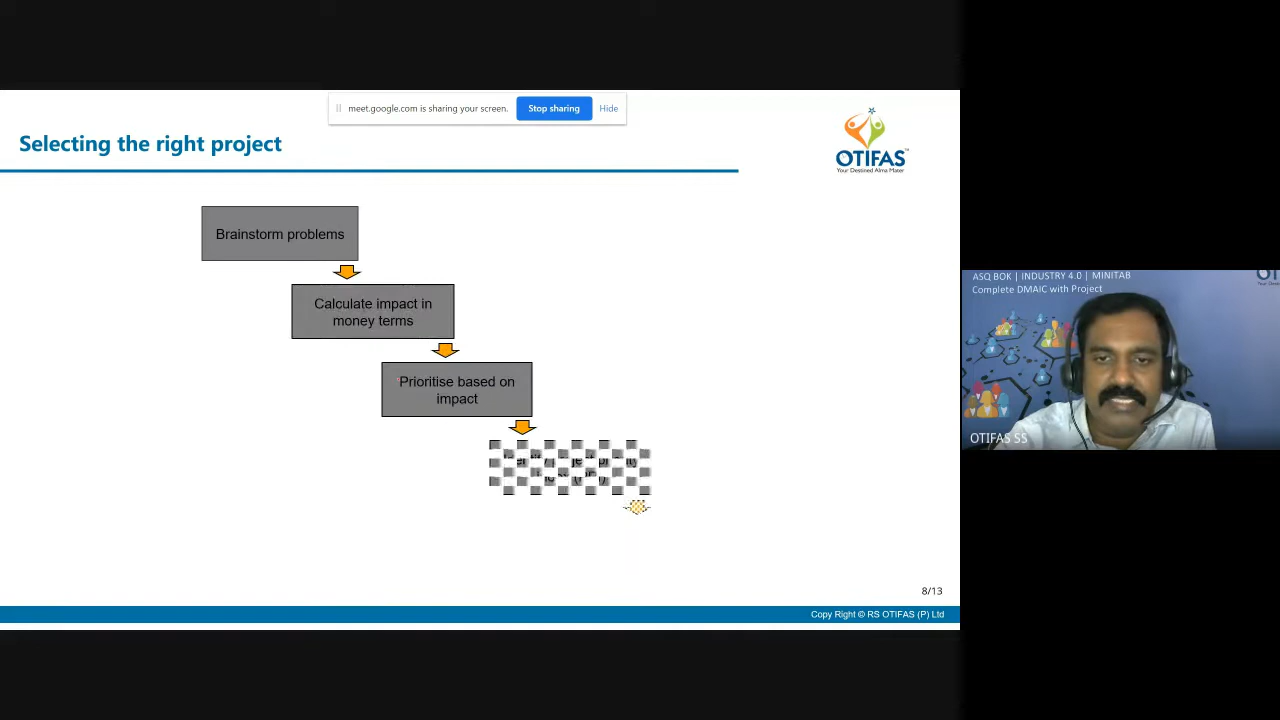 meet.google.com is sharing your screen.
Stop sharing
Hide
Selecting the right project
OTIFAS
Your Destined Alma Mater
Brainstorm problems
Calculate impact in
money terms
Prioritise based on
impact
8/13
Copy Right © RS OTIFAS (P) Ltd
ASQ BOK | INDUSTRY 4.0 | MINITAB
Complete DMAIC with Project
OTIFAS SS